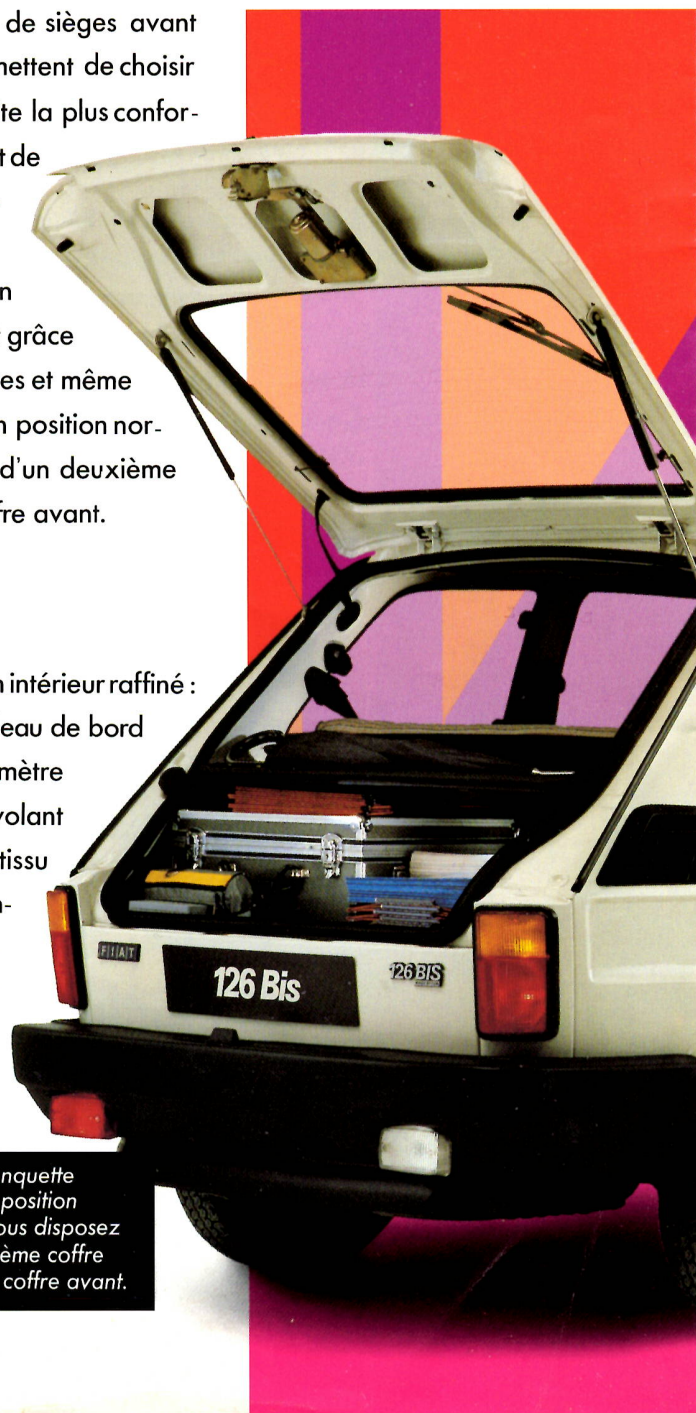 de sièges avant
mettent de choisir
te la plus confor-
t de
n
grâce
es et même
n position nor-
d'un deuxième
fre avant.
n intérieur raffiné :
eau de bord
mètre
volant
tissu
n-
FIAT
126 Bis
126 BIS
nquette
position
ous disposez
ème coffre
coffre avant.